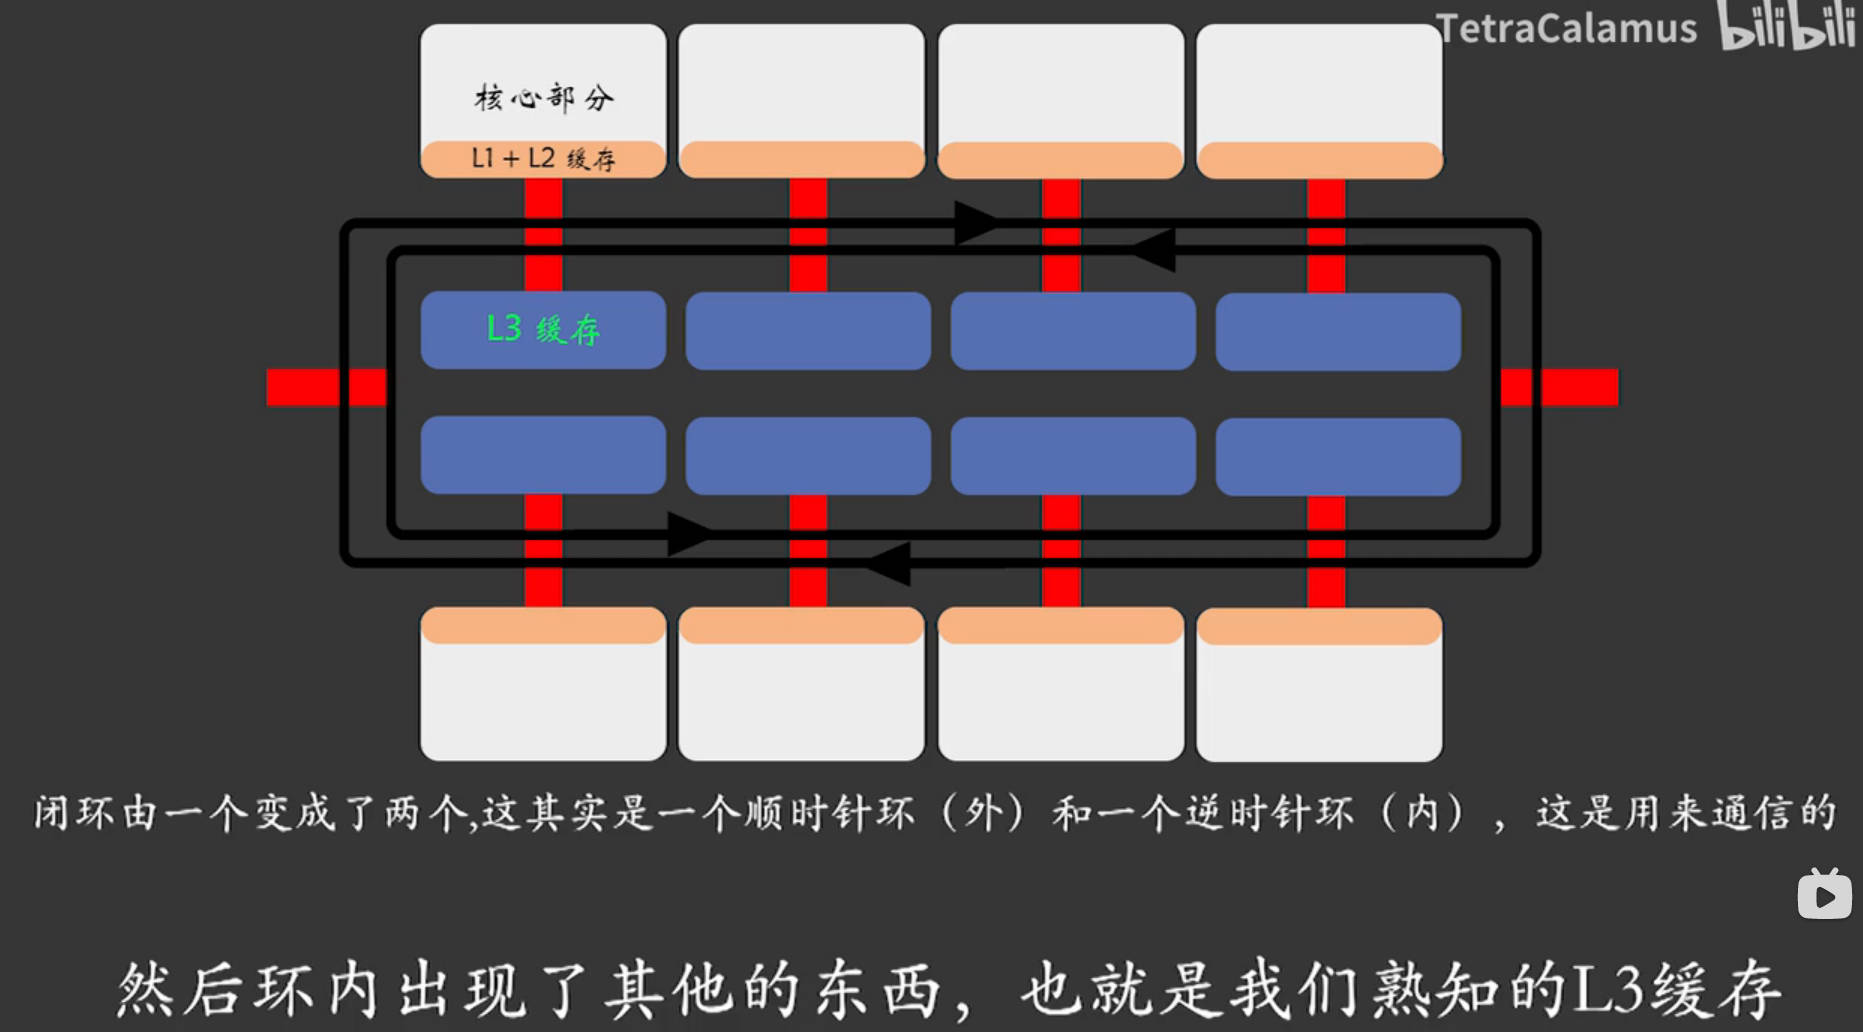 TetraCalamus bilibili
核心部分
L1 + L2 缓存
L3 缓存
闭环由一个变成了两个,这其实是一个顺时针环（外）和一个逆时针环（内），这是用来通信的
然后环内出现了其他的东西，也就是我们熟知的L3缓存